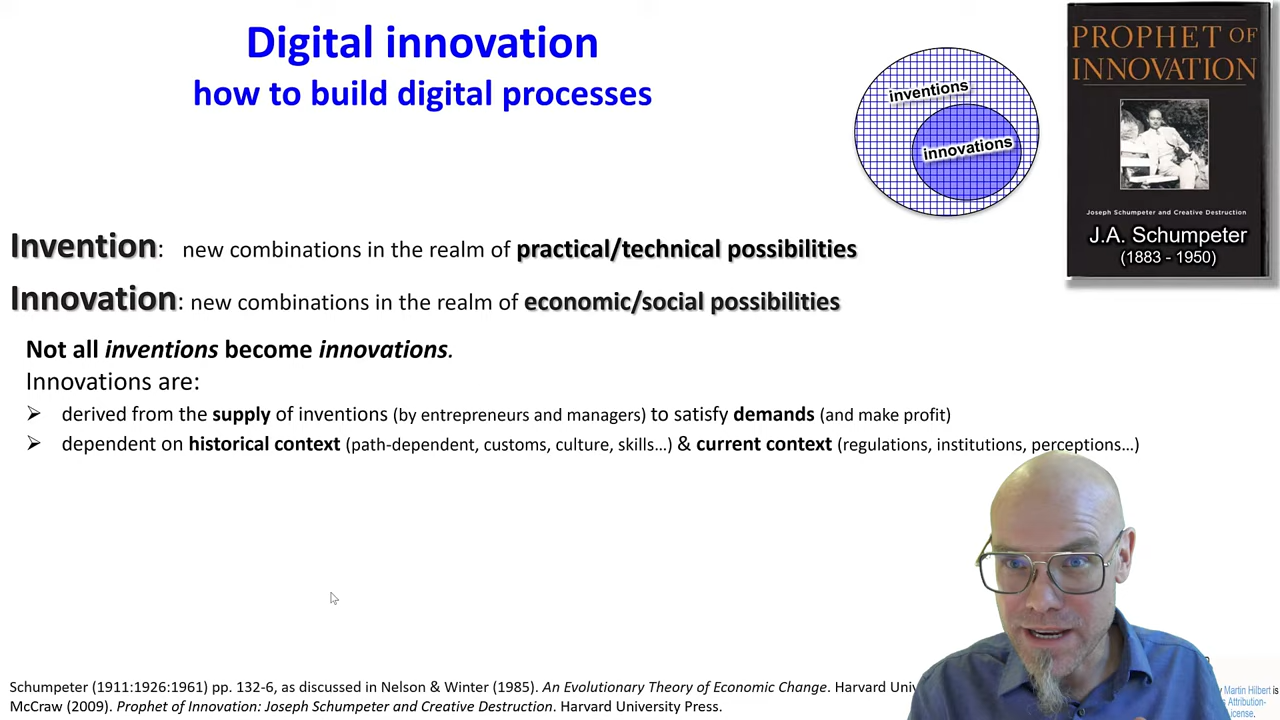 Digital innovation
how to build digital processes
inventions
innovations
PROPHET OF
INNOVATION
Joseph Schumpeter and Creative Destruction
J.A. Schumpeter
(1883 - 1950)
Invention: new combinations in the realm of practical/technical possibilities
Innovation: new combinations in the realm of economic/social possibilities
Not all inventions become innovations.
Innovations are:
➢ derived from the supply of inventions (by entrepreneurs and managers) to satisfy demands (and make profit)
➢ dependent on historical context (path-dependent, customs, culture, skills…) & current context (regulations, institutions, perceptions…)
Schumpeter (1911:1926:1961) pp. 132-6, as discussed in Nelson & Winter (1985). An Evolutionary Theory of Economic Change. Harvard
McCraw (2009). Prophet of Innovation: Joseph Schumpeter and Creative Destruction. Harvard University Press.
Martin Hilbert is
Attribution-